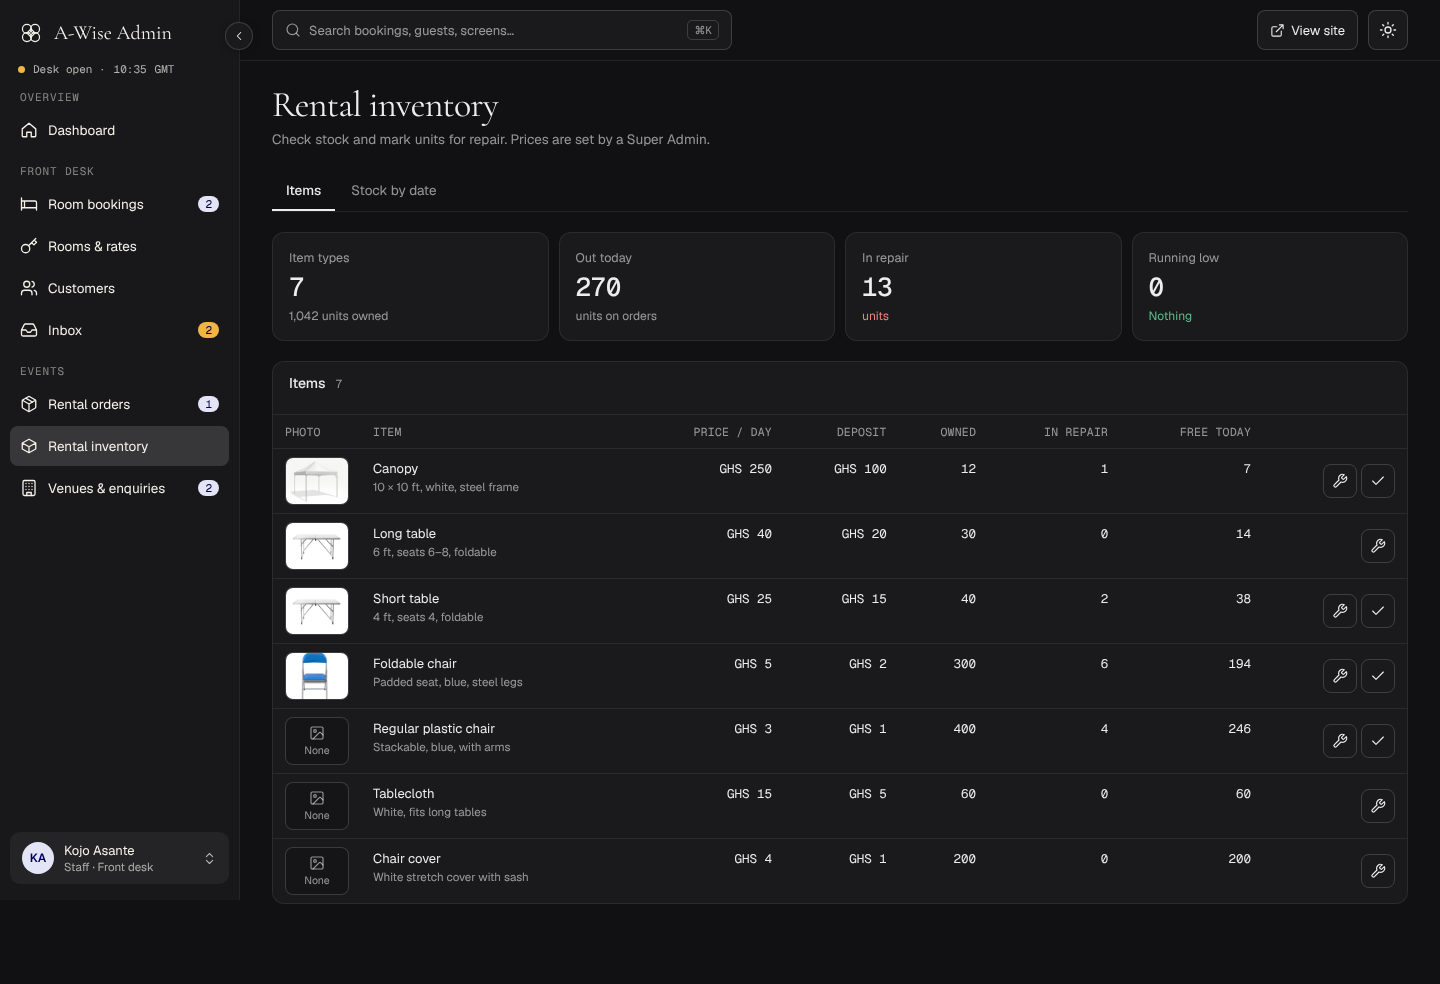 A-Wise Admin
Desk open · 10:35 GMT
OVERVIEW
Dashboard
FRONT DESK
Room bookings 2
Rooms & rates
Customers
Inbox 2
EVENTS
Rental orders 1
Rental inventory
Venues & enquiries 2
KA
Kojo Asante
Staff · Front desk
Search bookings, guests, screens... ⌘K
View site
Rental inventory
Check stock and mark units for repair. Prices are set by a Super Admin.
Items Stock by date
Item types
7
1,042 units owned
Out today
270
units on orders
In repair
13
units
Running low
0
Nothing
Items 7
PHOTO ITEM PRICE / DAY DEPOSIT OWNED IN REPAIR FREE TODAY
Canopy GHS 250 GHS 100 12 1 7
10 × 10 ft, white, steel frame
Long table GHS 40 GHS 20 30 0 14
6 ft, seats 6–8, foldable
Short table GHS 25 GHS 15 40 2 38
4 ft, seats 4, foldable
Foldable chair GHS 5 GHS 2 300 6 194
Padded seat, blue, steel legs
Regular plastic chair GHS 3 GHS 1 400 4 246
None Stackable, blue, with arms
Tablecloth GHS 15 GHS 5 60 0 60
None White, fits long tables
Chair cover GHS 4 GHS 1 200 0 200
None White stretch cover with sash